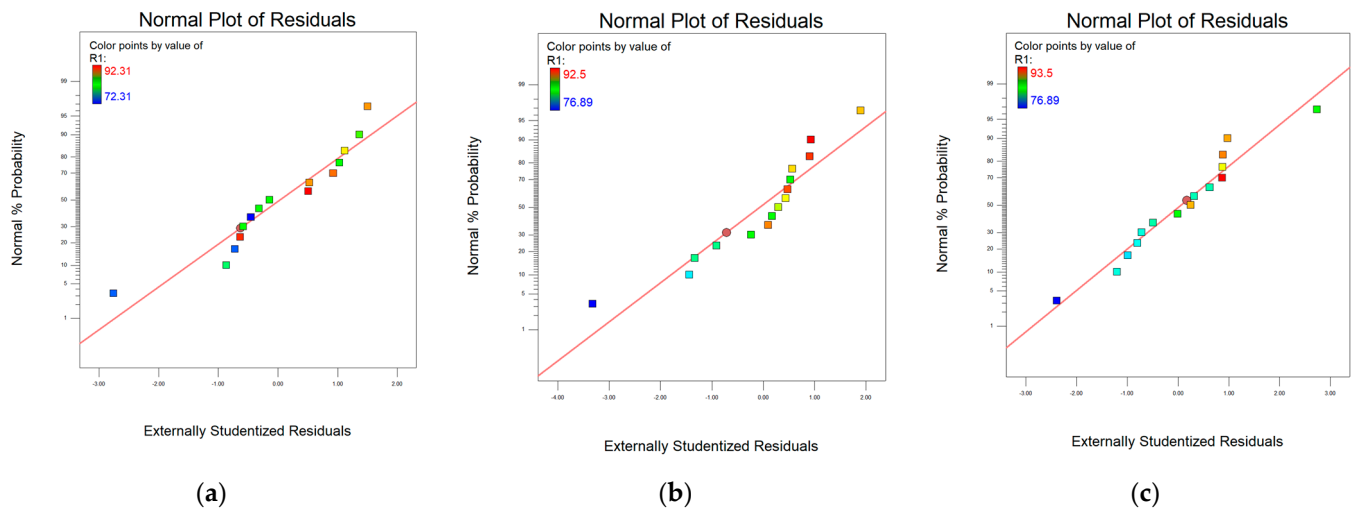 Normal Plot of Residuals
Color points by value of
R1:
92.31
72.31
Normal % Probability
99
95
90
80
70
50
30
20
10
5
1
-3.00 -2.00 -1.00 0.00 1.00 2.00
Externally Studentized Residuals
(a)
Normal Plot of Residuals
Color points by value of
R1:
92.5
76.89
Normal % Probability
99
95
90
80
70
50
30
20
10
5
1
-4.00 -2.00 0.00 2.00
Externally Studentized Residuals
(b)
Normal Plot of Residuals
Color points by value of
R1:
93.5
76.89
Normal % Probability
99
95
90
80
70
50
30
20
10
5
1
-3.00 -2.00 -1.00 0.00 1.00 2.00 3.00
Externally Studentized Residuals
(c)